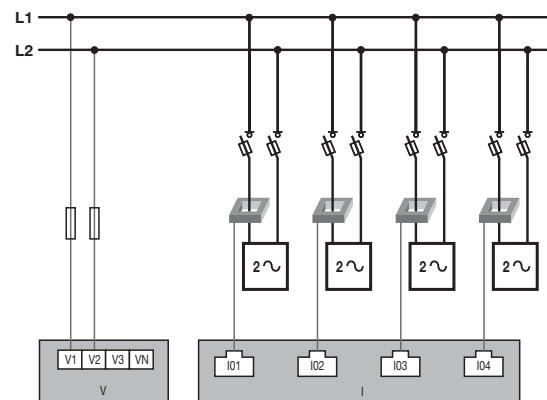 L1
L2
2∿ 2∿ 2∿ 2∿
V1 V2 V3 VN
I01 I02 I03 I04
V I